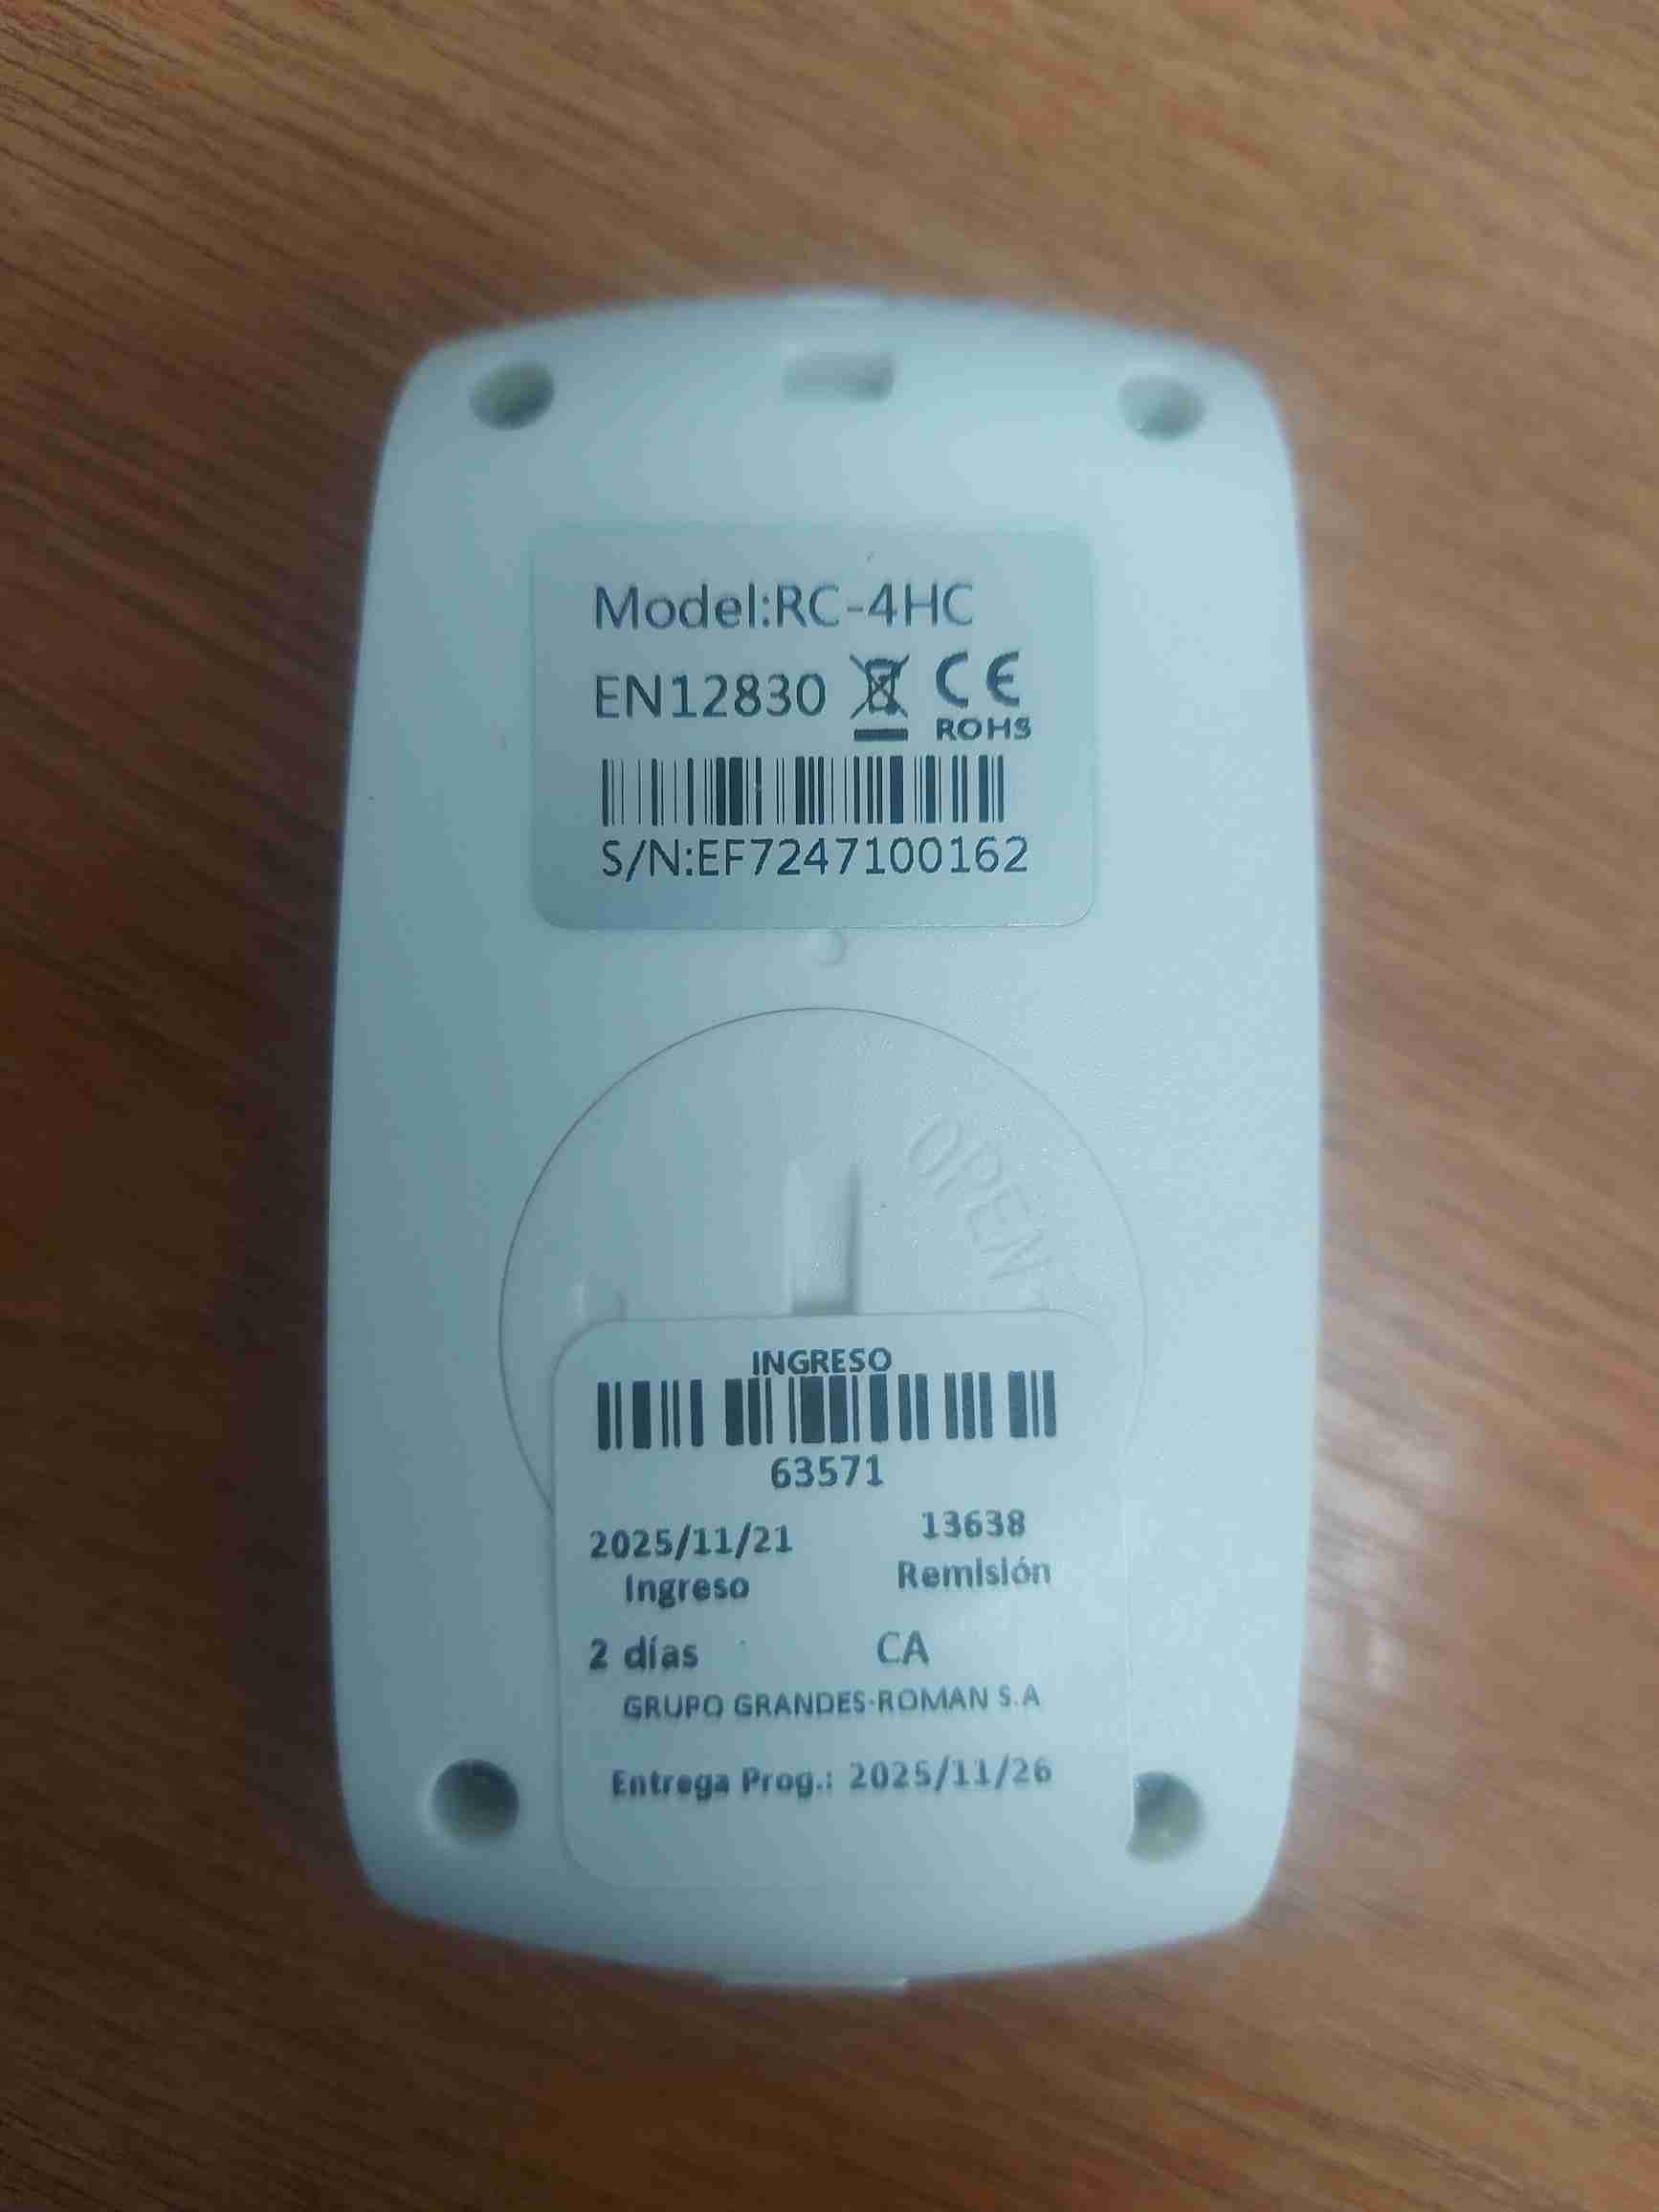 Model:RC-4HC
EN12830 CE
ROHS
S/N:EF7247100162
OPEN
INGRESO
63571
2025/11/21 13638
Ingreso Remisión
2 días CA
GRUPO GRANDES-ROMAN S.A
Entrega Prog.: 2025/11/26